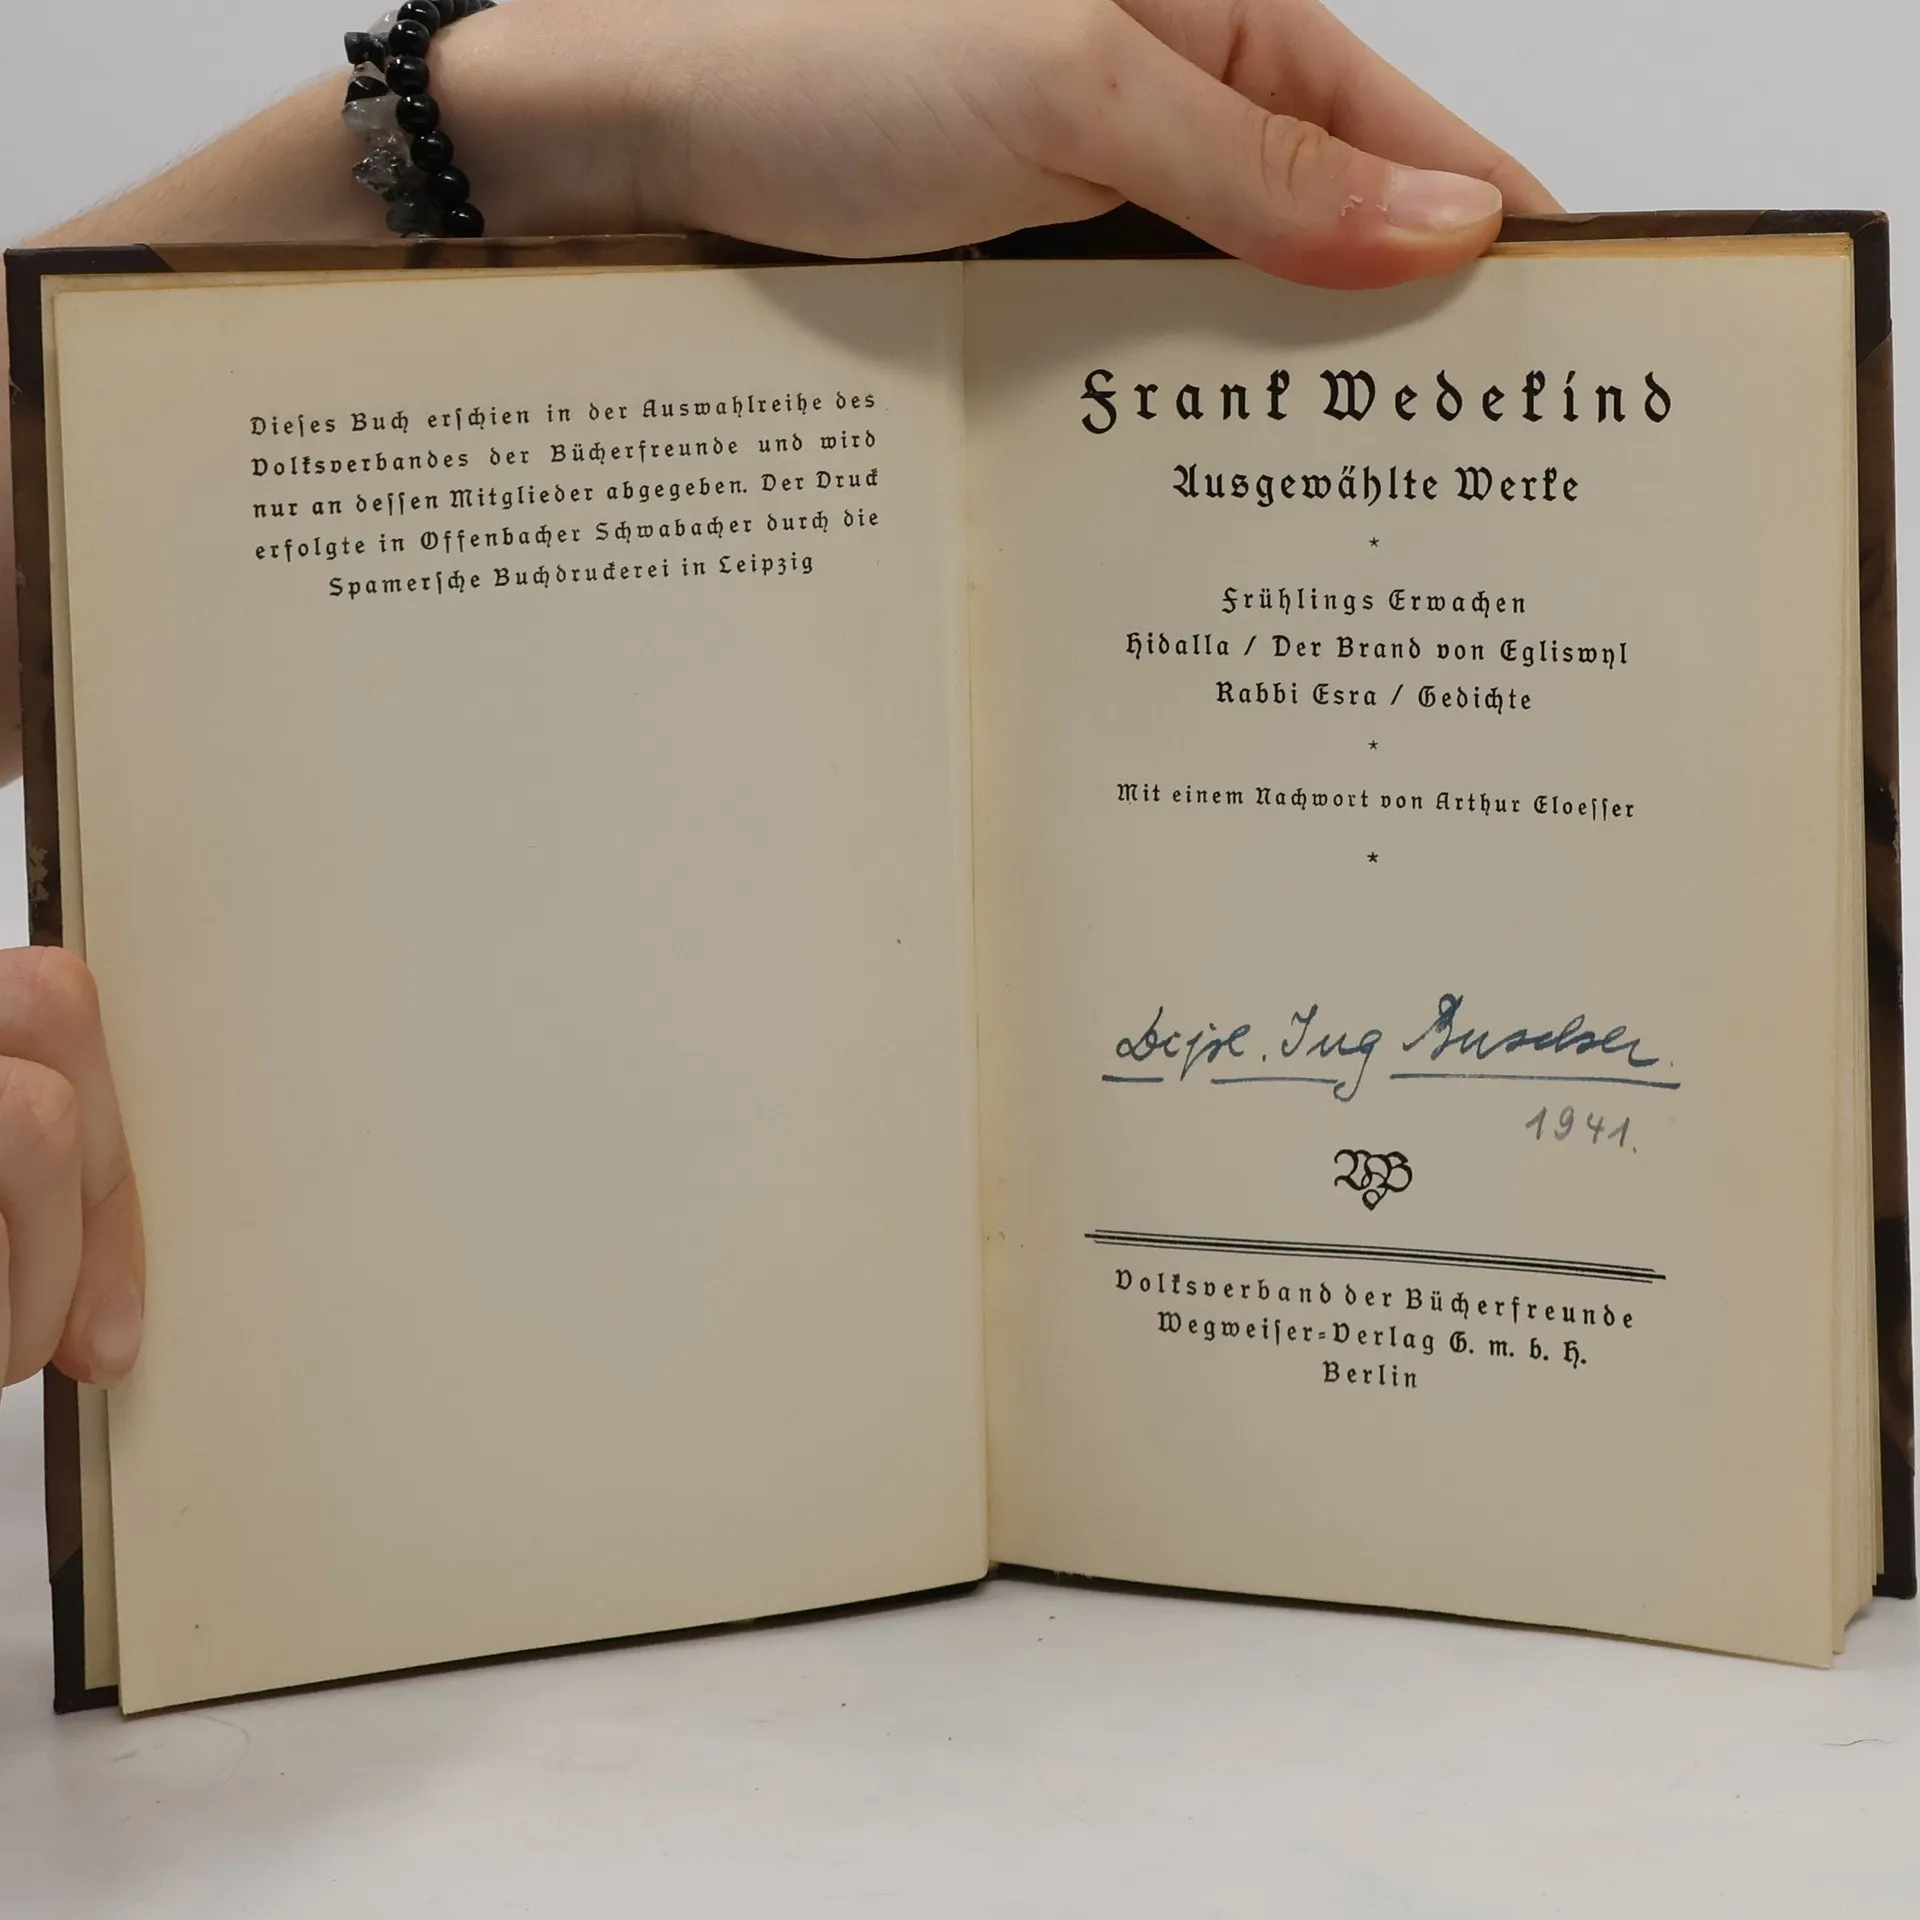 Dieſes Buch erſchien in der Auswahlreihe des
Volksverbandes der Bücherfreunde und wird
nur an deſſen Mitglieder abgegeben. Der Druck
erfolgte in Offenbacher Schwabacher durch die
Spamerſche Buchdruckerei in Leipzig
Frank Wedekind
Ausgewählte Werke
*
Frühlings Erwachen
Hidalla / Der Brand von Egliswyl
Rabbi Esra / Gedichte
*
Mit einem Nachwort von Arthur Eloeſſer
*
Dipl. Ing
1941.
VB
Volksverband der Bücherfreunde
Wegweiſer-Verlag G. m. b. H.
Berlin